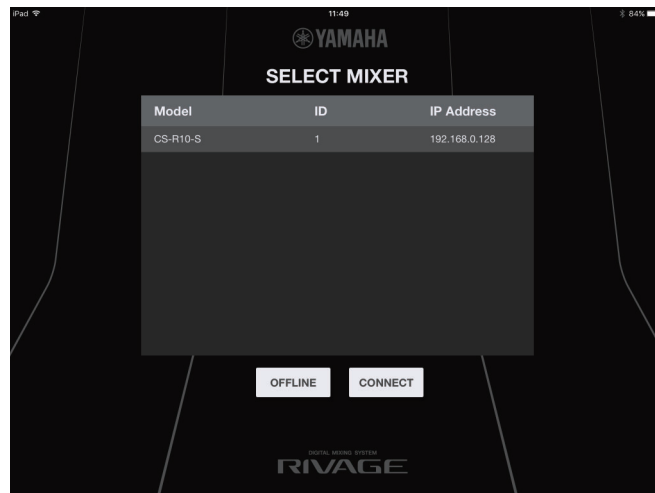 iPad 11:49 84%
YAMAHA
SELECT MIXER
Model ID IP Address
CS-R10-S 1 192.168.0.128
OFFLINE CONNECT
DIGITAL MIXING SYSTEM
RIVAGE